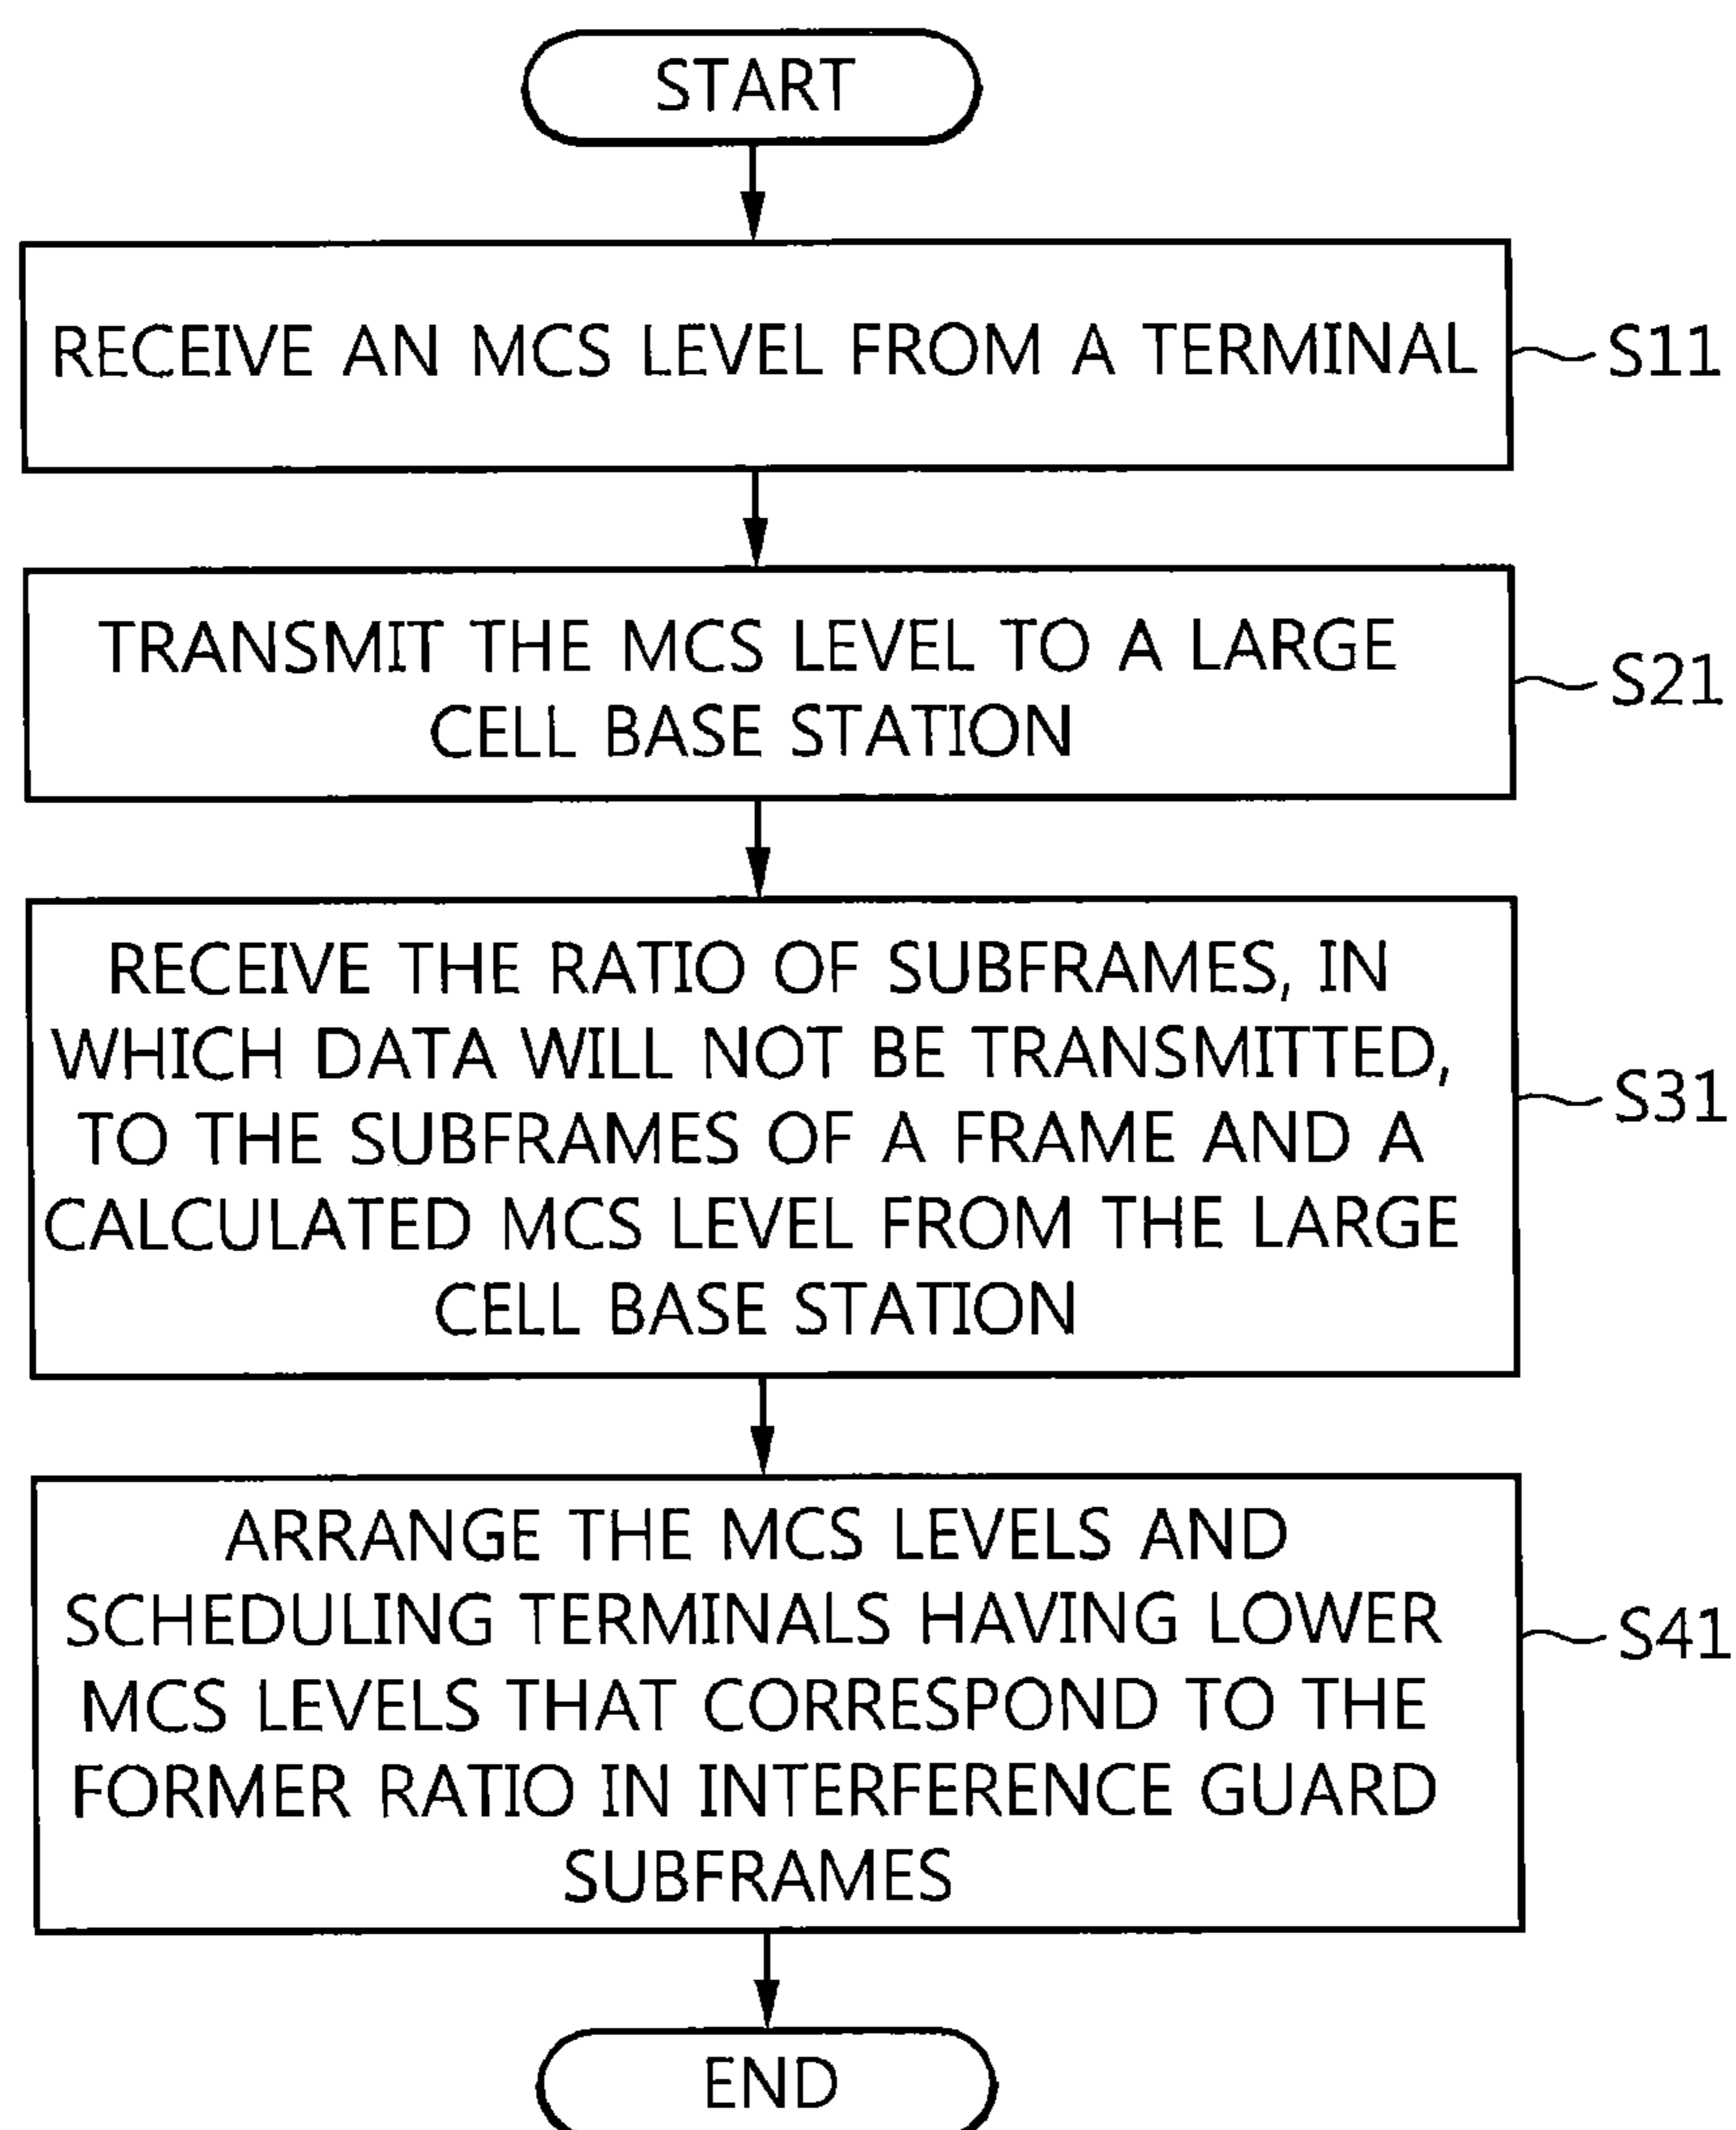 START
RECEIVE AN MCS LEVEL FROM A TERMINAL
S11
TRANSMIT THE MCS LEVEL TO A LARGE
CELL BASE STATION
S21
RECEIVE THE RATIO OF SUBFRAMES, IN
WHICH DATA WILL NOT BE TRANSMITTED,
TO THE SUBFRAMES OF A FRAME AND A
CALCULATED MCS LEVEL FROM THE LARGE
CELL BASE STATION
S31
ARRANGE THE MCS LEVELS AND
SCHEDULING TERMINALS HAVING LOWER
MCS LEVELS THAT CORRESPOND TO THE
FORMER RATIO IN INTERFERENCE GUARD
SUBFRAMES
S41
END